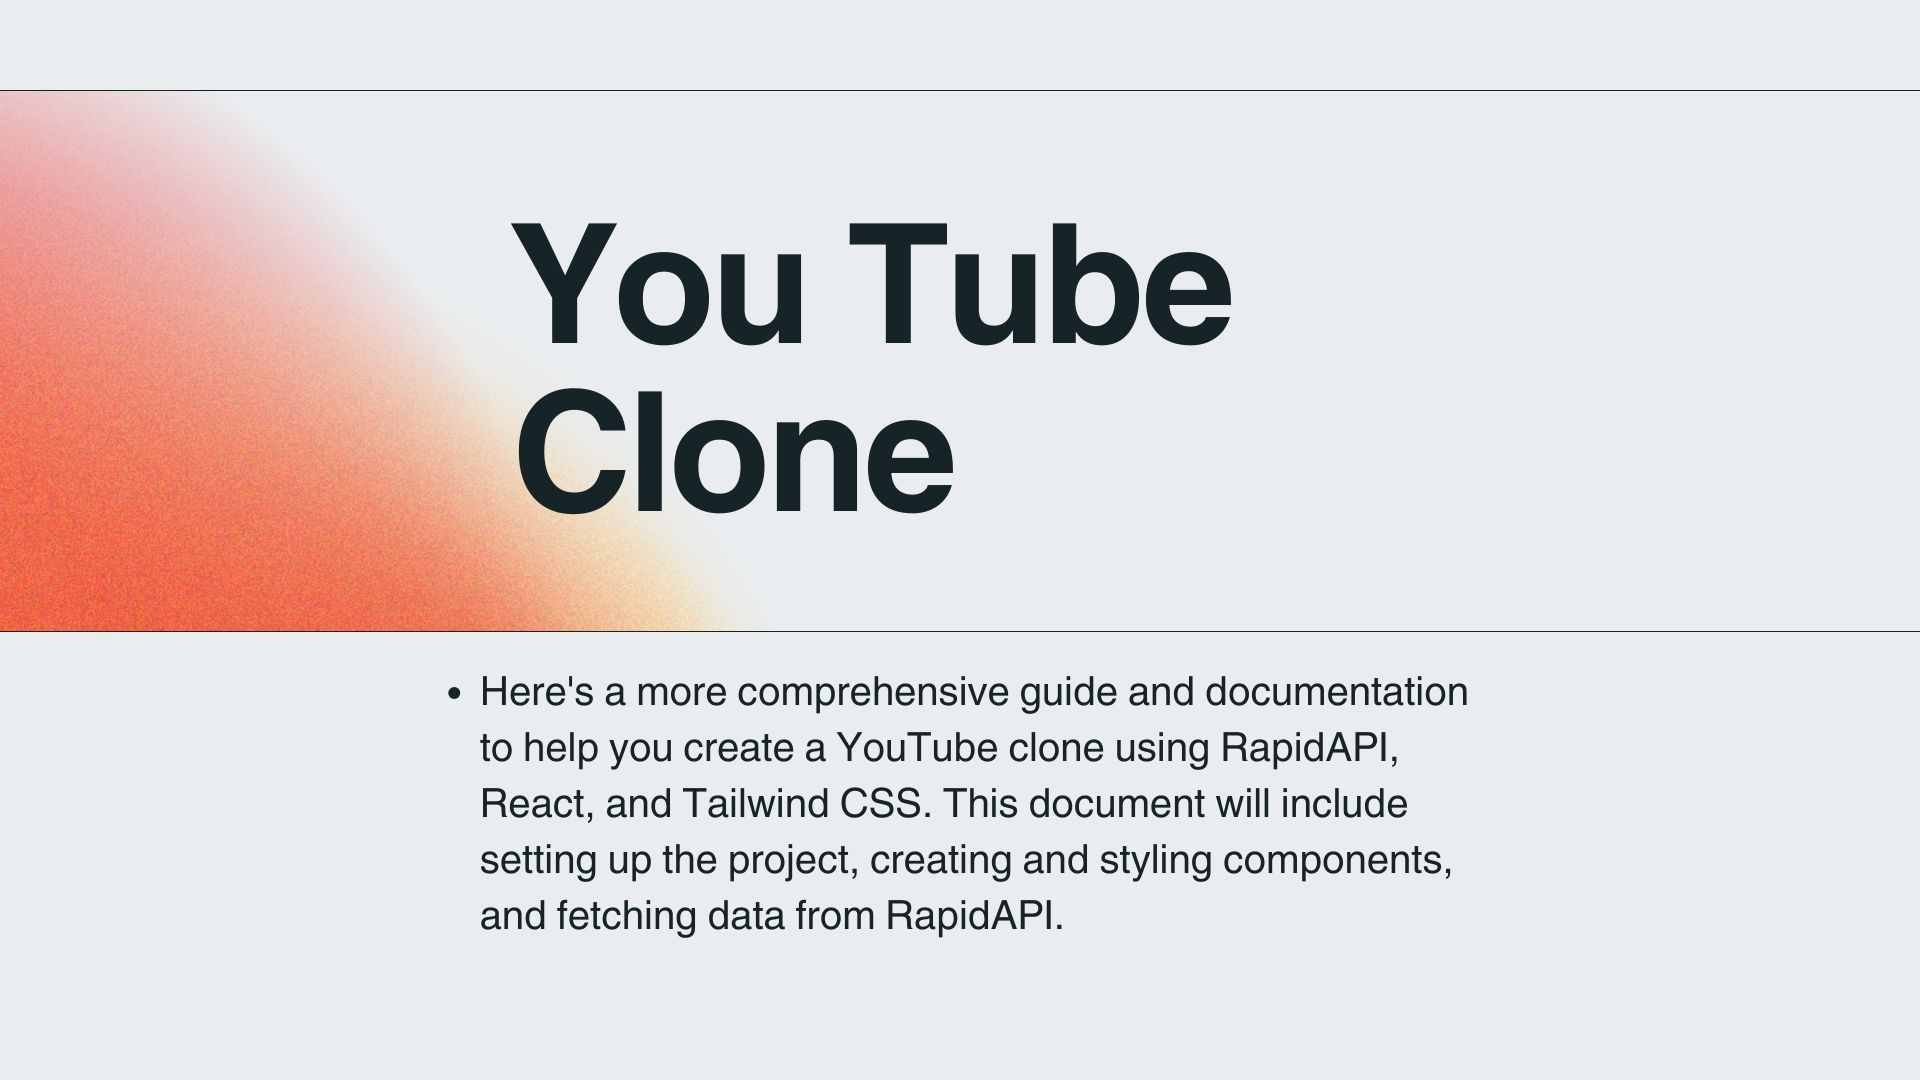 You Tube
Clone
• Here's a more comprehensive guide and documentation
to help you create a YouTube clone using RapidAPI,
React, and Tailwind CSS. This document will include
setting up the project, creating and styling components,
and fetching data from RapidAPI.